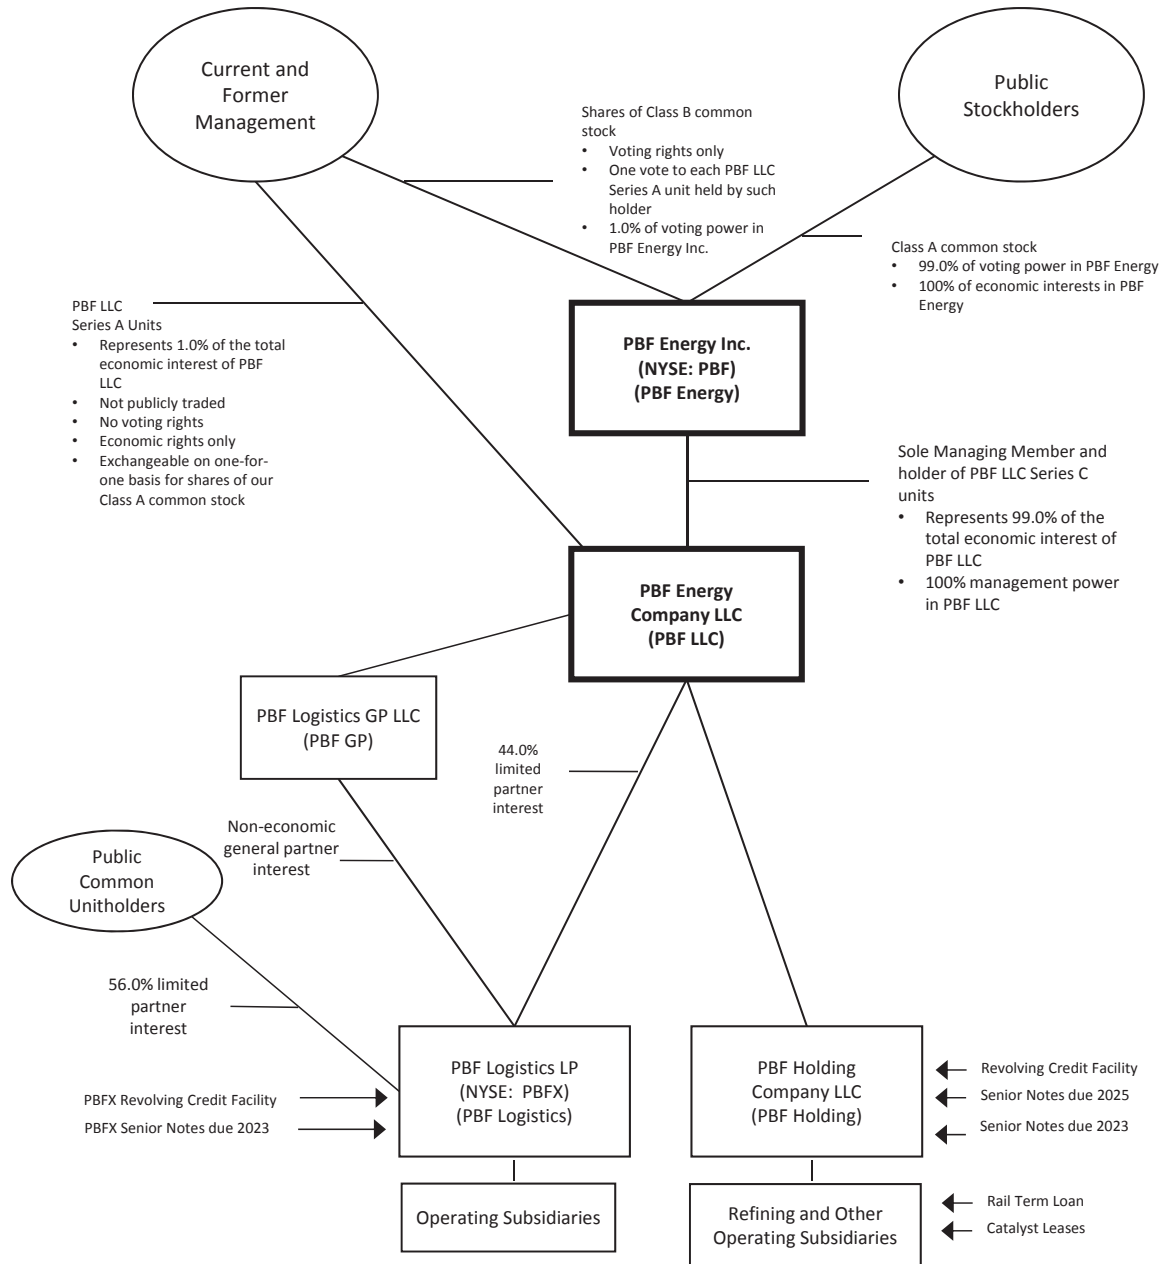 Current and
Former
Management
Public
Stockholders
Shares of Class B common
stock
• Voting rights only
• One vote to each PBF LLC
Series A unit held by such
holder
• 1.0% of voting power in
PBF Energy Inc.
Class A common stock
• 99.0% of voting power in PBF Energy
• 100% of economic interests in PBF
Energy
PBF LLC
Series A Units
• Represents 1.0% of the total
economic interest of PBF
LLC
• Not publicly traded
• No voting rights
• Economic rights only
• Exchangeable on one-for-
one basis for shares of our
Class A common stock
PBF Energy Inc.
(NYSE: PBF)
(PBF Energy)
Sole Managing Member and
holder of PBF LLC Series C
units
• Represents 99.0% of the
total economic interest of
PBF LLC
• 100% management power
in PBF LLC
PBF Energy
Company LLC
(PBF LLC)
PBF Logistics GP LLC
(PBF GP)
44.0%
limited
partner
interest
Non-economic
general partner
interest
Public
Common
Unitholders
56.0% limited
partner
interest
PBF Logistics LP
(NYSE: PBFX)
(PBF Logistics)
PBFX Revolving Credit Facility
PBFX Senior Notes due 2023
PBF Holding
Company LLC
(PBF Holding)
Revolving Credit Facility
Senior Notes due 2025
Senior Notes due 2023
Operating Subsidiaries
Refining and Other
Operating Subsidiaries
Rail Term Loan
Catalyst Leases